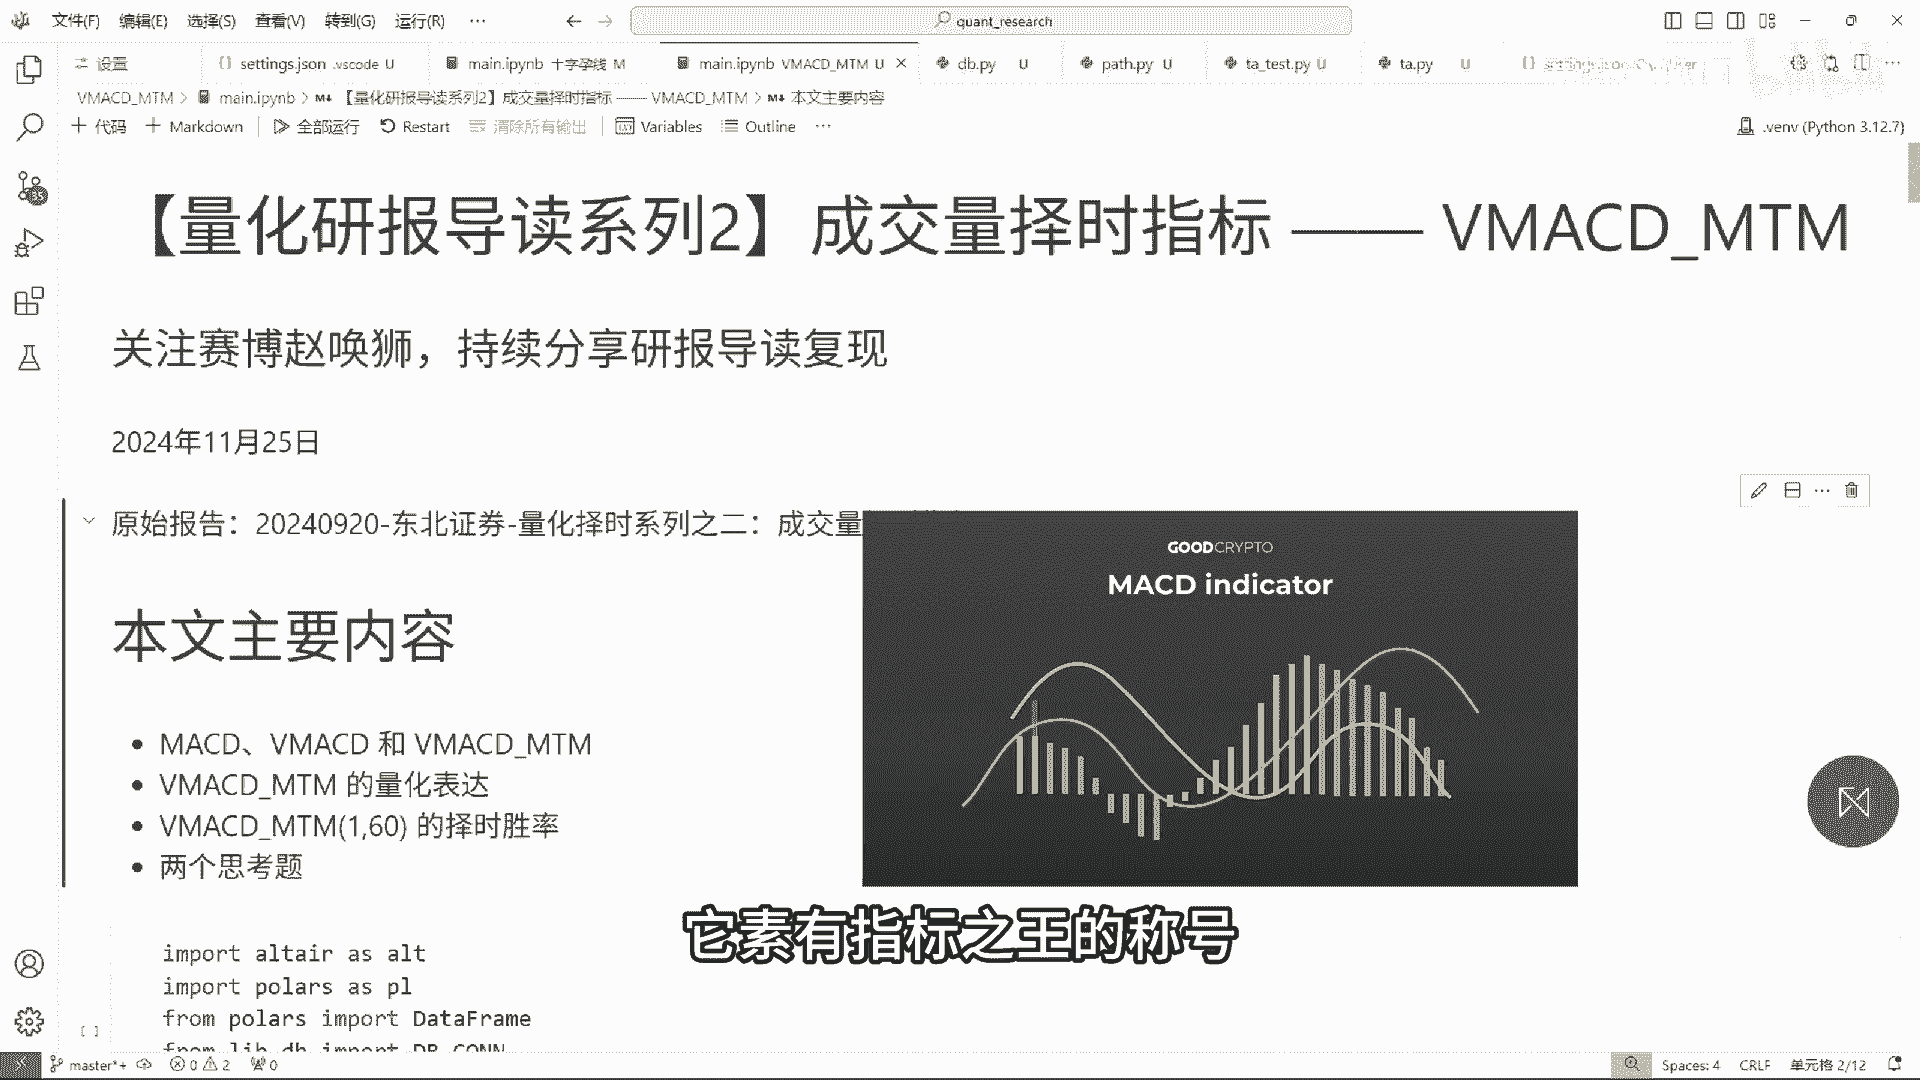 文件(F) 编辑(E) 选择(S) 查看(V) 转到(G) 运行(R) ··· quant_research
设置 settings.json .vscode U main.ipynb 十字孕线 M main.ipynb VMACD_MTM U db.py U path.py U ta_test.py U ta.py U
VMACD_MTM > main.ipynb > M↓ 【量化研报导读系列2】成交量择时指标 —— VMACD_MTM > M↓ 本文主要内容
代码 Markdown 全部运行 Restart 清除所有输出 Variables Outline ··· .venv (Python 3.12.7)
【量化研报导读系列2】成交量择时指标 —— VMACD_MTM
关注赛博赵唤狮，持续分享研报导读复现
2024年11月25日
原始报告：20240920-东北证券-量化择时系列之二：成交量
GOODCRYPTO
MACD indicator
本文主要内容
• MACD、VMACD 和 VMACD_MTM
• VMACD_MTM 的量化表达
• VMACD_MTM(1,60) 的择时胜率
• 两个思考题
它素有指标之王的称号
import altair as alt
import polars as pl
from polars import DataFrame
from lib.db import DB_CONN
[ ]
master*+ 0 2 0 Spaces: 4 CRLF 单元格 2/12